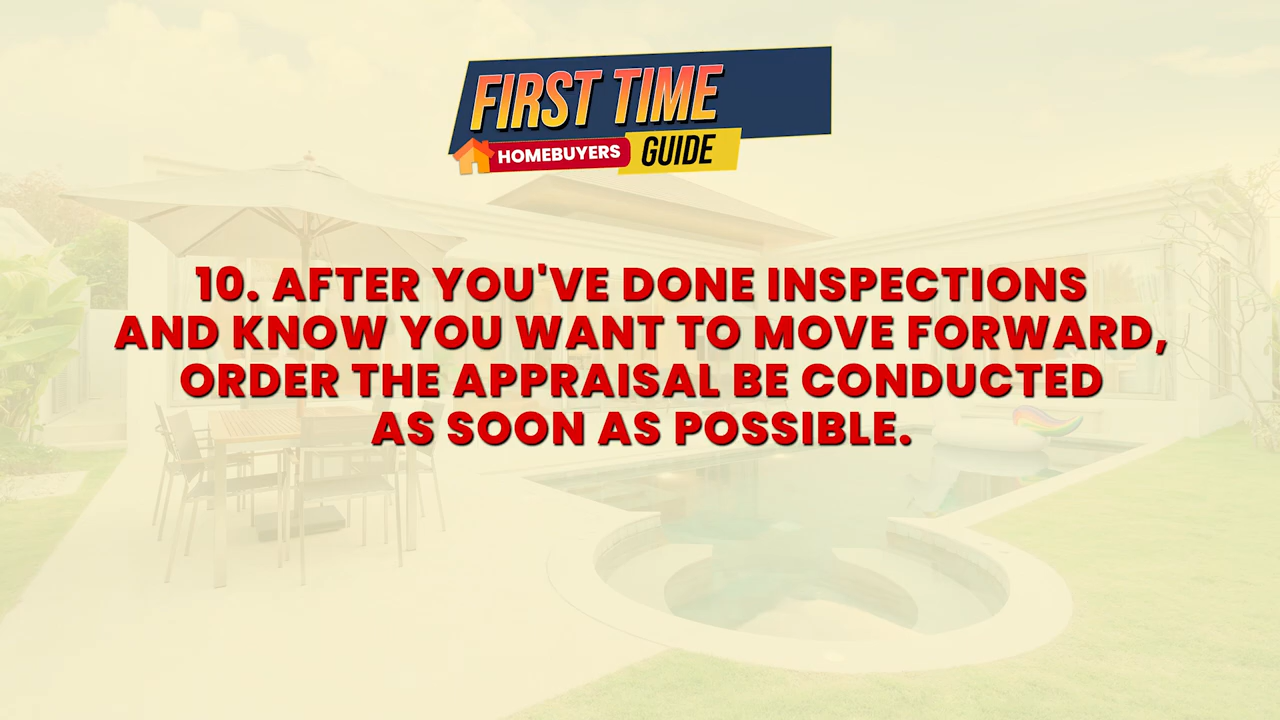 FIRST TIME
HOMEBUYERS GUIDE
10. AFTER YOU'VE DONE INSPECTIONS
AND KNOW YOU WANT TO MOVE FORWARD,
ORDER THE APPRAISAL BE CONDUCTED
AS SOON AS POSSIBLE.